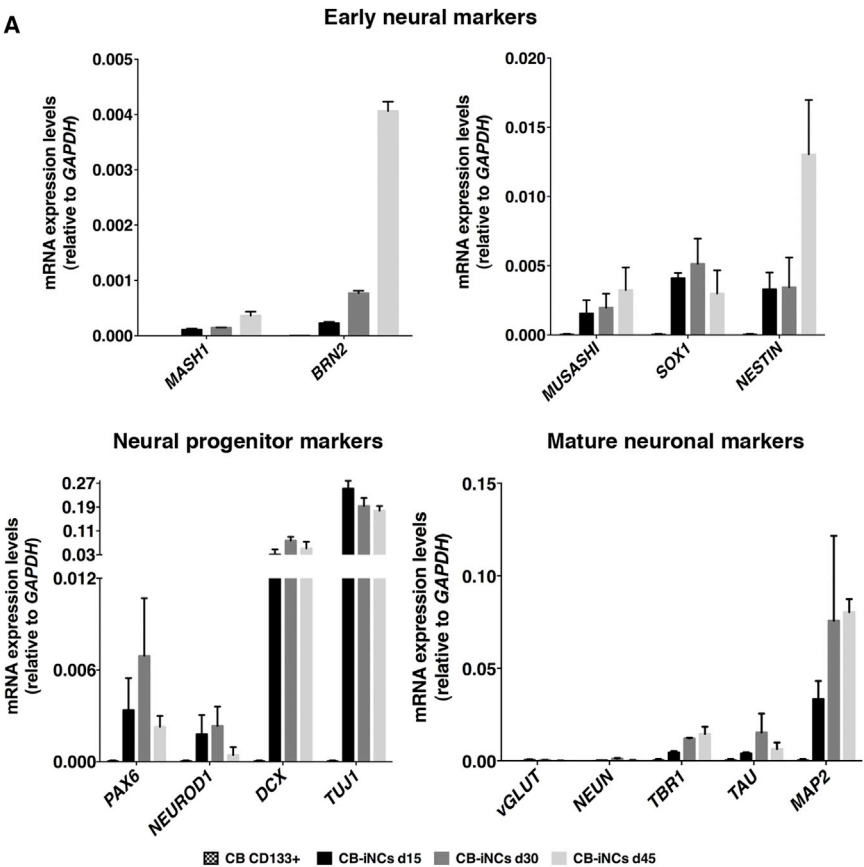 A
Early neural markers
mRNA expression levels
(relative to GAPDH)
0.005
0.004
0.003
0.002
0.001
0.000
MASH1
BRN2
mRNA expression levels
(relative to GAPDH)
0.020
0.015
0.010
0.005
0.000
MUSASHI
SOX1
NESTIN
Neural progenitor markers
mRNA expression levels
(relative to GAPDH)
0.27
0.19
0.11
0.03
0.012
0.006
0.000
PAX6
NEUROD1
DCX
TUJ1
Mature neuronal markers
mRNA expression levels
(relative to GAPDH)
0.15
0.10
0.05
0.00
vGLUT
NEUN
TBR1
TAU
MAP2
CB CD133+ CB-iNCs d15 CB-iNCs d30 CB-iNCs d45